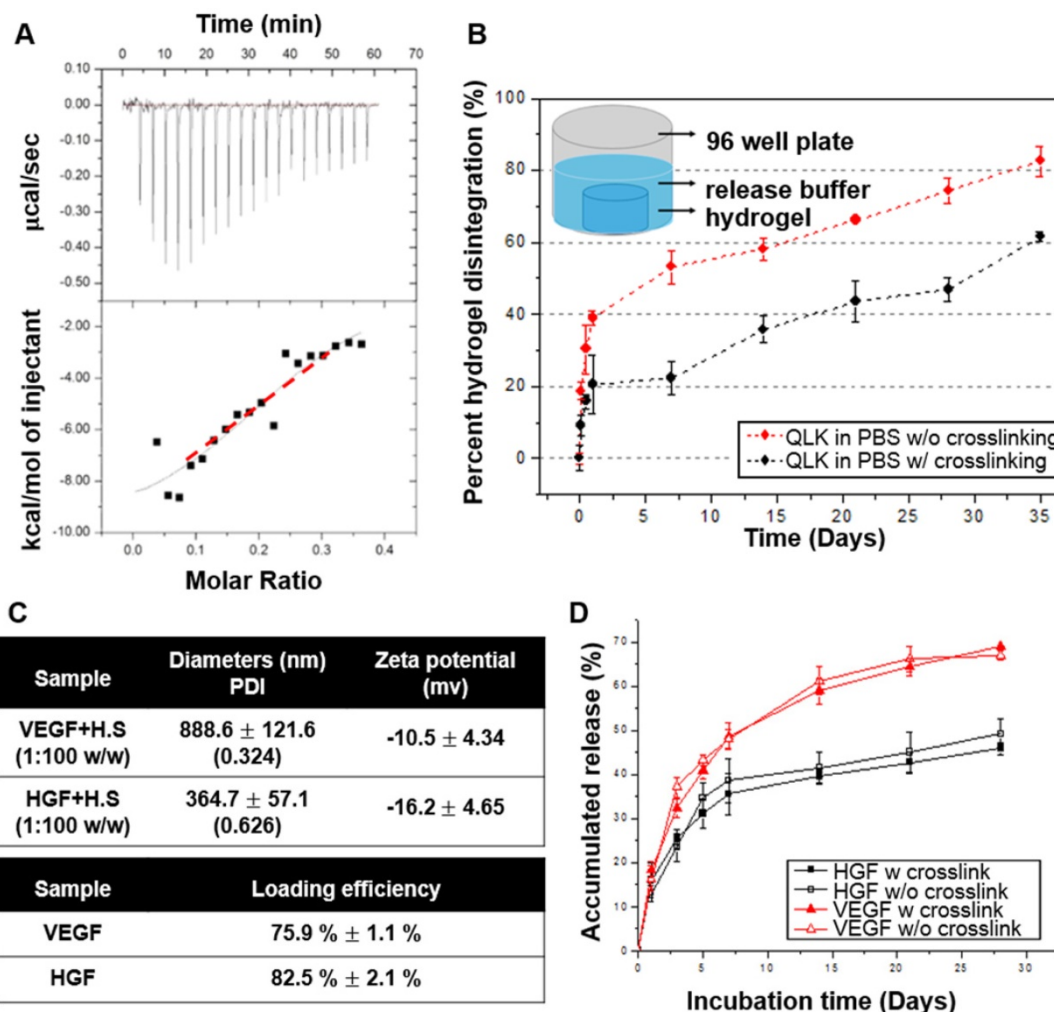 A
Time (min)
0 10 20 30 40 50 60 70
0.10
0.00
-0.10
-0.20
-0.30
-0.40
-0.50
µcal/sec
-2.00
-4.00
-6.00
-8.00
-10.00
kcal/mol of injectant
0.0 0.1 0.2 0.3 0.4
Molar Ratio
B
Percent hydrogel disintegration (%)
100
80
60
40
20
0
96 well plate
release buffer
hydrogel
QLK in PBS w/o crosslinking
QLK in PBS w/ crosslinking
0 5 10 15 20 25 30 35
Time (Days)
C
Sample Diameters (nm) PDI Zeta potential (mv)
VEGF+H.S (1:100 w/w) 888.6 ± 121.6 (0.324) -10.5 ± 4.34
HGF+H.S (1:100 w/w) 364.7 ± 57.1 (0.626) -16.2 ± 4.65
Sample Loading efficiency
VEGF 75.9 % ± 1.1 %
HGF 82.5 % ± 2.1 %
D
Accumulated release (%)
70
60
50
40
30
20
10
0
HGF w crosslink
HGF w/o crosslink
VEGF w crosslink
VEGF w/o crosslink
0 5 10 15 20 25 30
Incubation time (Days)